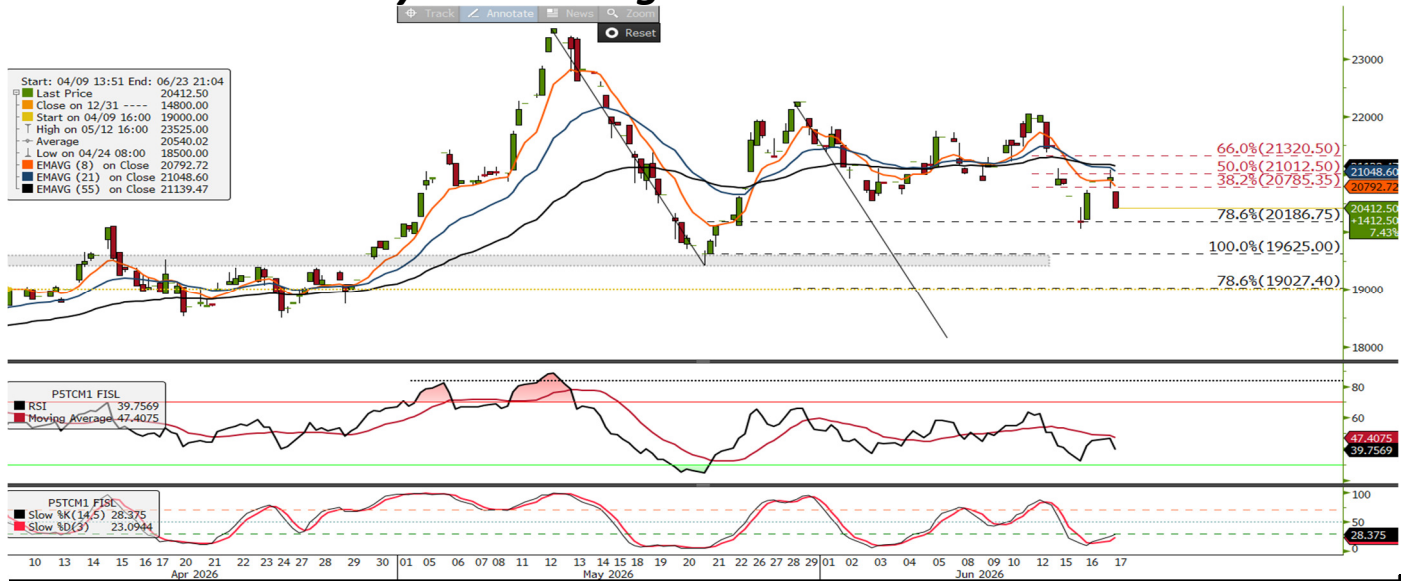 Track Annotate News Zoom
Reset
Start: 04/09 13:51 End: 06/23 21:04
Last Price 20412.50
Close on 12/31 ---- 14800.00
Start on 04/09 16:00 19000.00
High on 05/12 16:00 23525.00
Average 20540.02
Low on 04/24 08:00 18500.00
EMAVG (8) on Close 20792.72
EMAVG (21) on Close 21048.60
EMAVG (55) on Close 21139.47
23000
22000
66.0%(21320.50)
50.0%(21012.50)
21048.60
38.2%(20785.35)
20792.72
20412.50
+1412.50
7.43%
78.6%(20186.75)
100.0%(19625.00)
78.6%(19027.40)
19000
18000
P5TCM1 FISL
RSI 39.7569
Moving Average 47.4075
80
60
47.4075
39.7569
P5TCM1 FISL
Slow %K(14,5) 28.375
Slow %D(3) 23.0944
100
50
28.375
0
10 13 14 15 16 17 20 21 22 23 24 27 28 29 30 01 05 06 07 08 11 12 13 14 15 18 19 20 21 22 26 27 28 29 01 02 03 04 05 08 09 10 12 15 16 17
Apr 2026 May 2026 Jun 2026